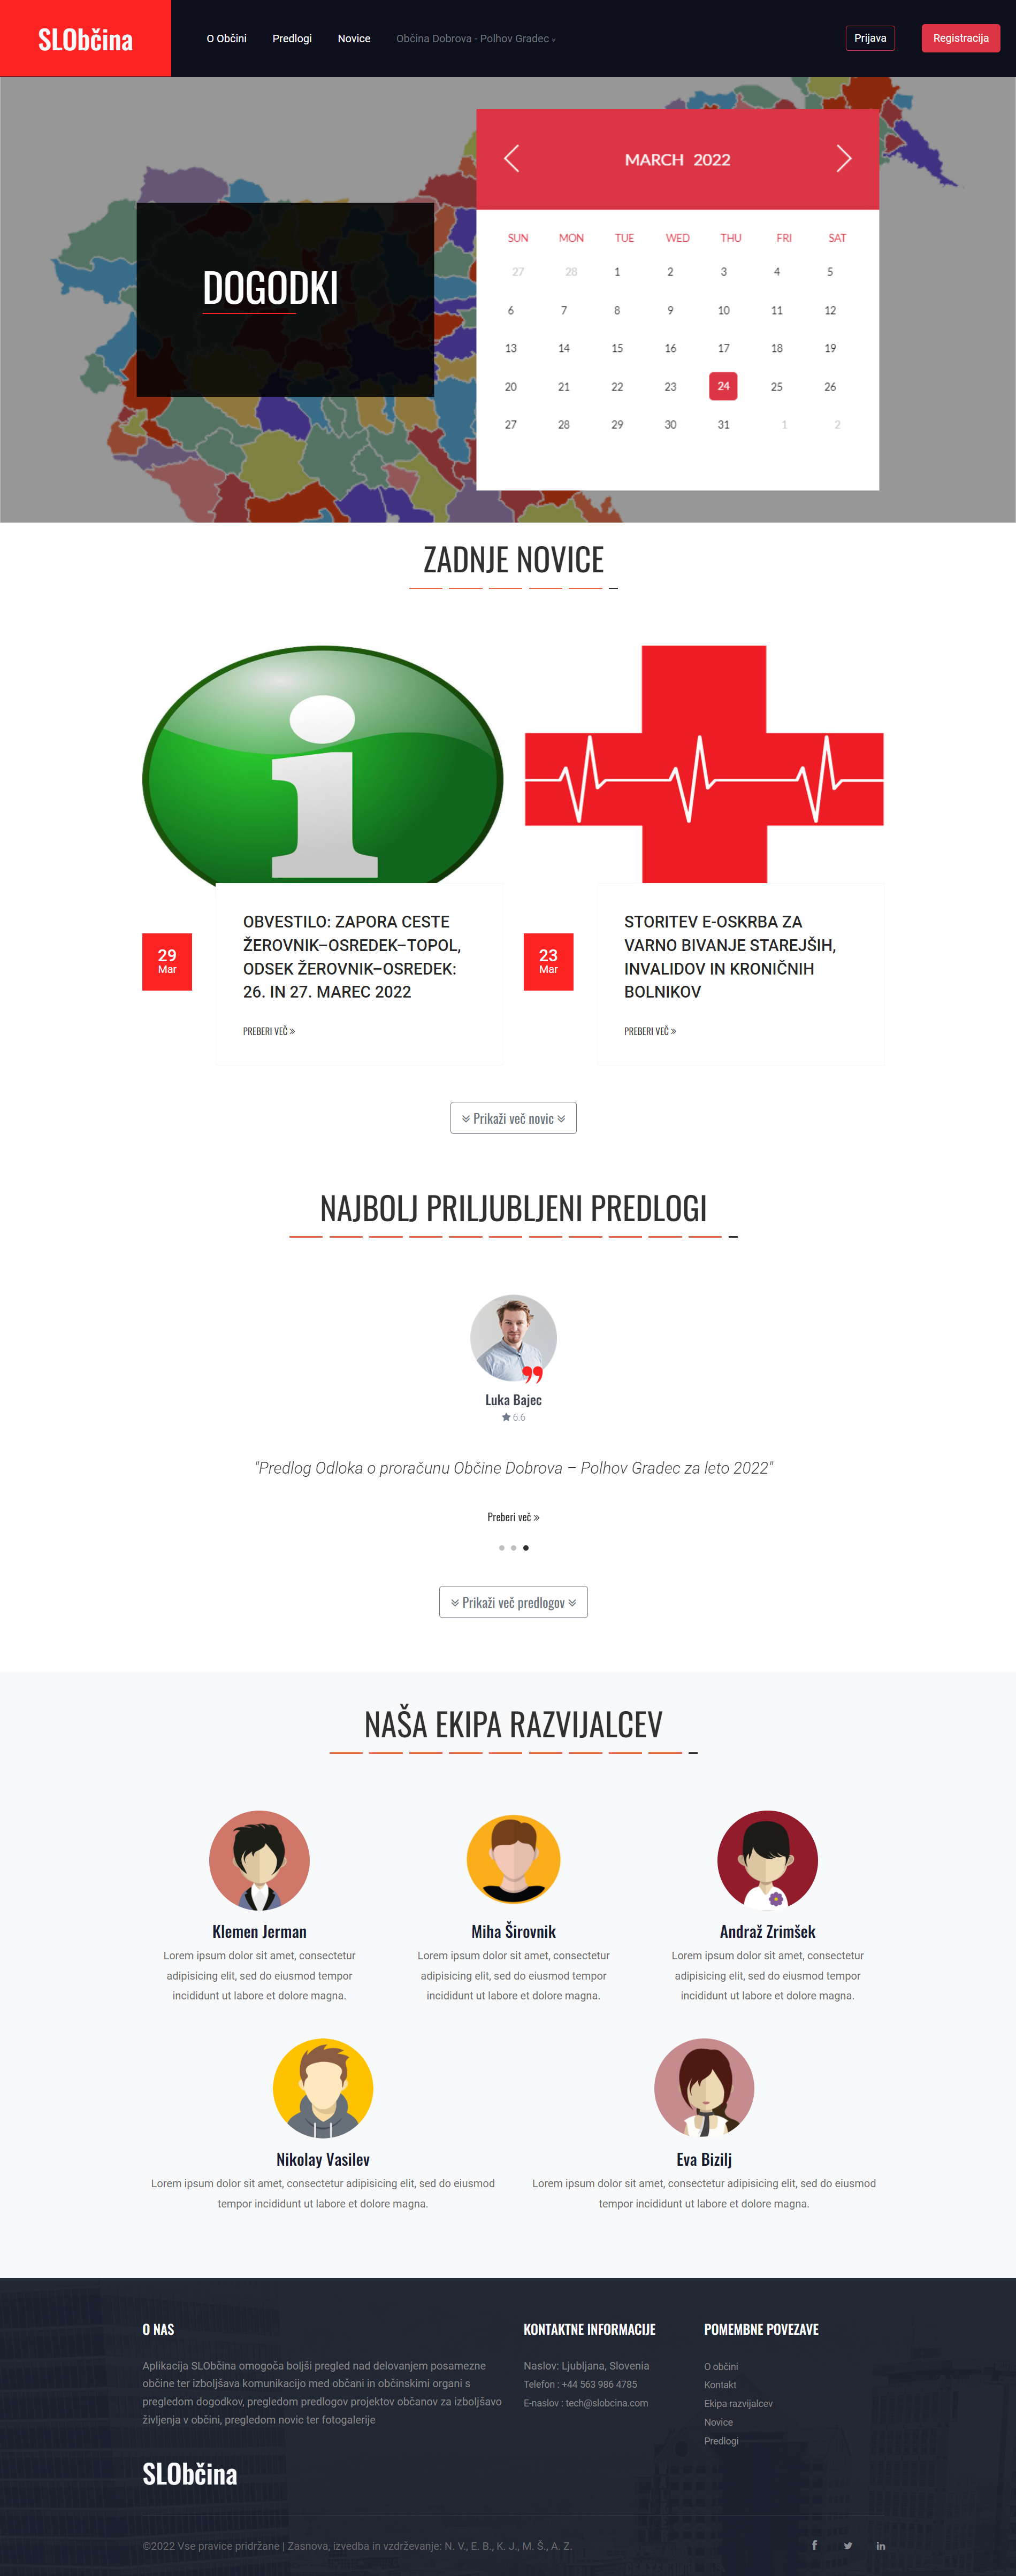 SLObčina
O Občini Predlogi Novice Občina Dobrova - Polhov Gradec
Prijava Registracija
DOGODKI
MARCH 2022
SUN MON TUE WED THU FRI SAT
27 28 1 2 3 4 5
6 7 8 9 10 11 12
13 14 15 16 17 18 19
20 21 22 23 24 25 26
27 28 29 30 31 1 2
ZADNJE NOVICE
29
Mar
OBVESTILO: ZAPORA CESTE
ŽEROVNIK–OSREDEK–TOPOL,
ODSEK ŽEROVNIK–OSREDEK:
26. IN 27. MAREC 2022
PREBERI VEČ »
23
Mar
STORITEV E-OSKRBA ZA
VARNO BIVANJE STAREJŠIH,
INVALIDOV IN KRONIČNIH
BOLNIKOV
PREBERI VEČ »
Prikaži več novic
NAJBOLJ PRILJUBLJENI PREDLOGI
Luka Bajec
6.6
"Predlog Odloka o proračunu Občine Dobrova – Polhov Gradec za leto 2022"
Preberi več »
Prikaži več predlogov
NAŠA EKIPA RAZVIJALCEV
Klemen Jerman
Lorem ipsum dolor sit amet, consectetur
adipisicing elit, sed do eiusmod tempor
incididunt ut labore et dolore magna.
Miha Širovnik
Lorem ipsum dolor sit amet, consectetur
adipisicing elit, sed do eiusmod tempor
incididunt ut labore et dolore magna.
Andraž Zrimšek
Lorem ipsum dolor sit amet, consectetur
adipisicing elit, sed do eiusmod tempor
incididunt ut labore et dolore magna.
Nikolay Vasilev
Lorem ipsum dolor sit amet, consectetur adipisicing elit, sed do eiusmod
tempor incididunt ut labore et dolore magna.
Eva Bizilj
Lorem ipsum dolor sit amet, consectetur adipisicing elit, sed do eiusmod
tempor incididunt ut labore et dolore magna.
O NAS
Aplikacija SLObčina omogoča boljši pregled nad delovanjem posamezne
občine ter izboljšava komunikacijo med občani in občinskimi organi s
pregledom dogodkov, pregledom predlogov projektov občanov za izboljšavo
življenja v občini, pregledom novic ter fotogalerije
SLObčina
KONTAKTNE INFORMACIJE
Naslov: Ljubljana, Slovenia
Telefon : +44 563 986 4785
E-naslov : tech@slobcina.com
POMEMBNE POVEZAVE
O občini
Kontakt
Ekipa razvijalcev
Novice
Predlogi
©2022 Vse pravice pridržane | Zasnova, izvedba in vzdrževanje: N. V., E. B., K. J., M. Š., A. Z.